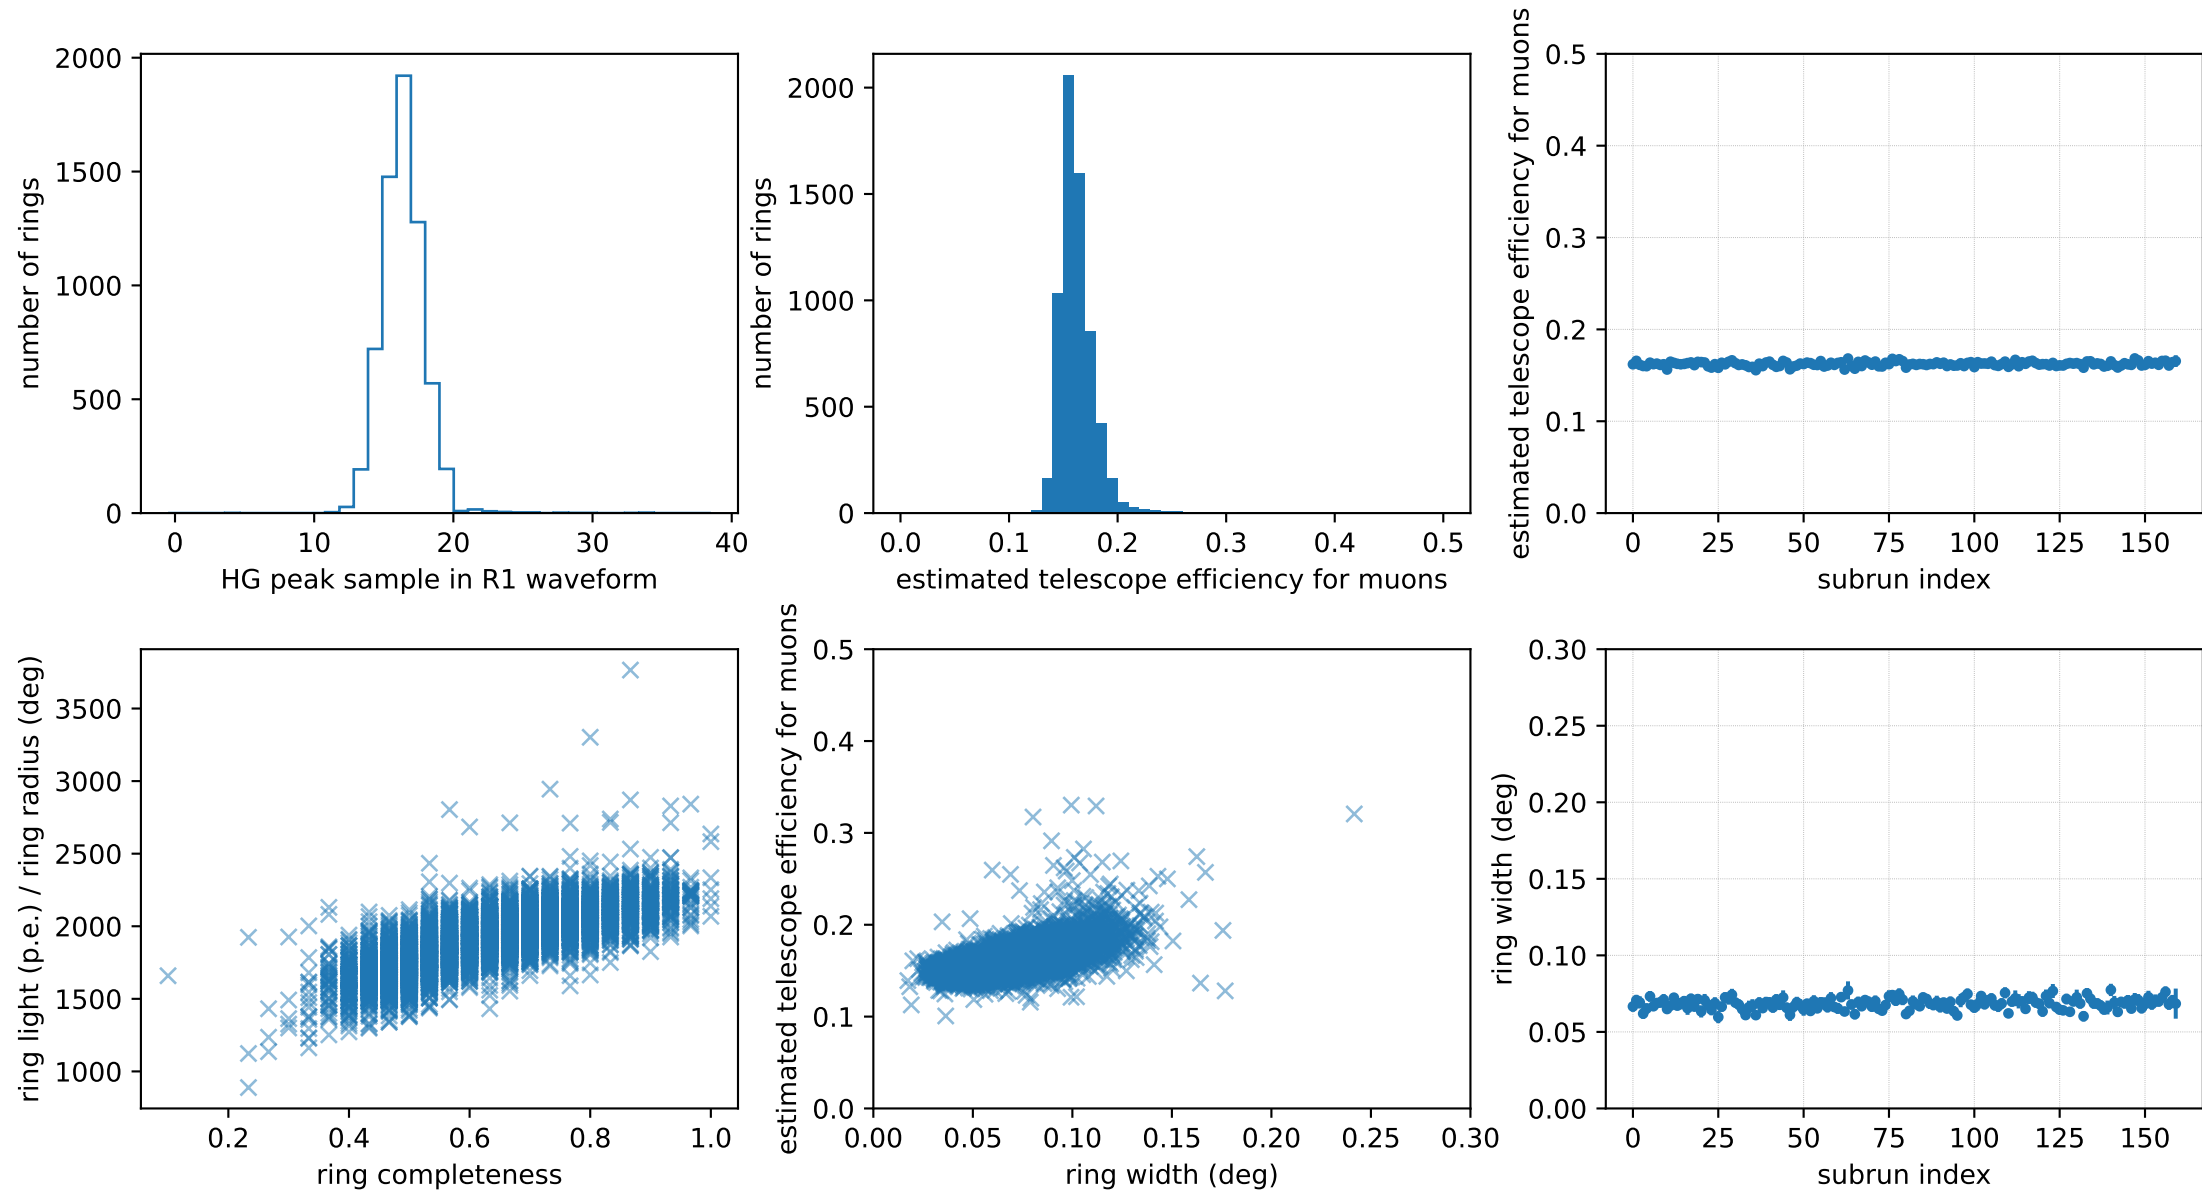 number of rings
2000
1500
1000
500
0
0 10 20 30 40
HG peak sample in R1 waveform
number of rings
2000
1500
1000
500
0
0.0 0.1 0.2 0.3 0.4 0.5
estimated telescope efficiency for muons
estimated telescope efficiency for muons
0.5
0.4
0.3
0.2
0.1
0.0
0 25 50 75 100 125 150
subrun index
ring light (p.e.) / ring radius (deg)
3500
3000
2500
2000
1500
1000
0.2 0.4 0.6 0.8 1.0
ring completeness
estimated telescope efficiency for muons
0.5
0.4
0.3
0.2
0.1
0.0
0.00 0.05 0.10 0.15 0.20 0.25 0.30
ring width (deg)
ring width (deg)
0.30
0.25
0.20
0.15
0.10
0.05
0.00
0 25 50 75 100 125 150
subrun index